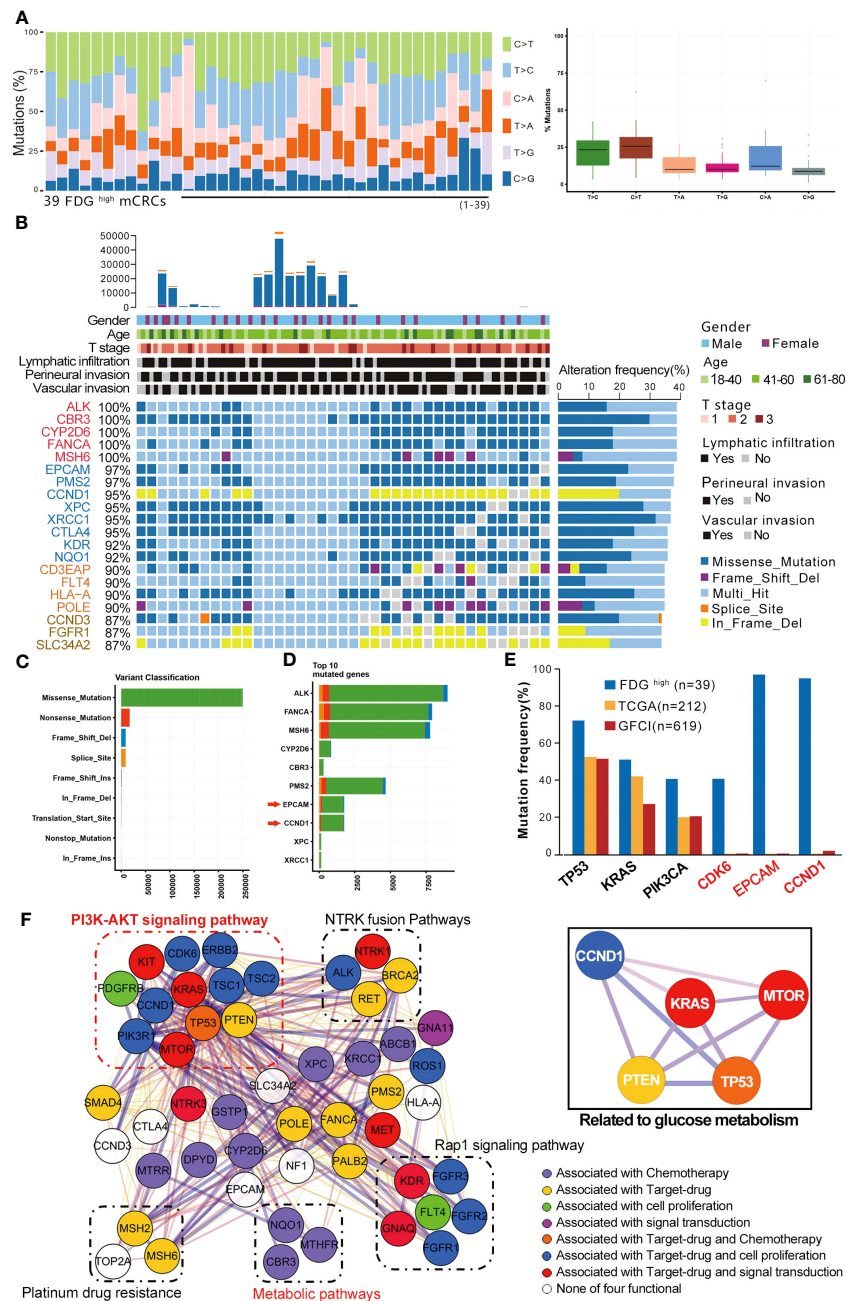 A
Mutations (%)
100
75
50
25
0
C>T
T>C
C>A
T>A
T>G
C>G
39 FDG high mCRCs
(1-39)
% Mutations
100
75
50
25
0
T>C
C>T
T>A
T>G
C>A
C>G
B
50000
40000
30000
20000
10000
0
Gender
Age
T stage
Lymphatic infiltration
Perineural invasion
Vascular invasion
Alteration frequency(%)
0 10 20 30 40
ALK 100%
CBR3 100%
CYP2D6 100%
FANCA 100%
MSH6 100%
EPCAM 97%
PMS2 97%
CCND1 95%
XPC 95%
XRCC1 95%
CTLA4 95%
KDR 92%
NQO1 92%
CD3EAP 90%
FLT4 90%
HLA-A 90%
POLE 90%
CCND3 87%
FGFR1 87%
SLC34A2 87%
Gender
Male Female
Age
18-40 41-60 61-80
T stage
1 2 3
Lymphatic infiltration
Yes No
Perineural invasion
Yes No
Vascular invasion
Yes No
Missense_Mutation
Frame_Shift_Del
Multi_Hit
Splice_Site
In_Frame_Del
C
Variant Classification
Missense_Mutation
Nonsense_Mutation
Frame_Shift_Del
Splice_Site
Frame_Shift_Ins
In_Frame_Del
Translation_Start_Site
Nonstop_Mutation
In_Frame_Ins
0
50000
100000
150000
200000
250000
D
Top 10
mutated genes
ALK
FANCA
MSH6
CYP2D6
CBR3
PMS2
EPCAM
CCND1
XPC
XRCC1
0 2500 5000 7500
E
Mutation frequency(%)
100
80
60
40
20
0
FDG high (n=39)
TCGA(n=212)
GFCI(n=619)
TP53
KRAS
PIK3CA
CDK6
EPCAM
CCND1
F
PI3K-AKT signaling pathway
NTRK fusion Pathways
KIT
CDK6
ERBB2
PDGFRB
KRAS
TSC1
TSC2
CCND1
PIK3R1
TP53
PTEN
MTOR
NTRK1
ALK
BRCA2
RET
GNA11
ABCB1
XRCC1
XPC
ROS1
SLC34A2
PMS2
HLA-A
SMAD4
NTRK3
GSTP1
POLE
FANCA
MET
CTLA4
CCND3
CYP2D6
DPYD
MTRR
NF1
PALB2
EPCAM
Rap1 signaling pathway
KDR
FGFR3
FLT4
FGFR2
GNAQ
FGFR1
MSH2
MSH6
TOP2A
NQO1
MTHFR
CBR3
Platinum drug resistance
Metabolic pathways
CCND1
KRAS
MTOR
PTEN
TP53
Related to glucose metabolism
Associated with Chemotherapy
Associated with Target-drug
Associated with cell proliferation
Associated with signal transduction
Associated with Target-drug and Chemotherapy
Associated with Target-drug and cell proliferation
Associated with Target-drug and signal transduction
None of four functional